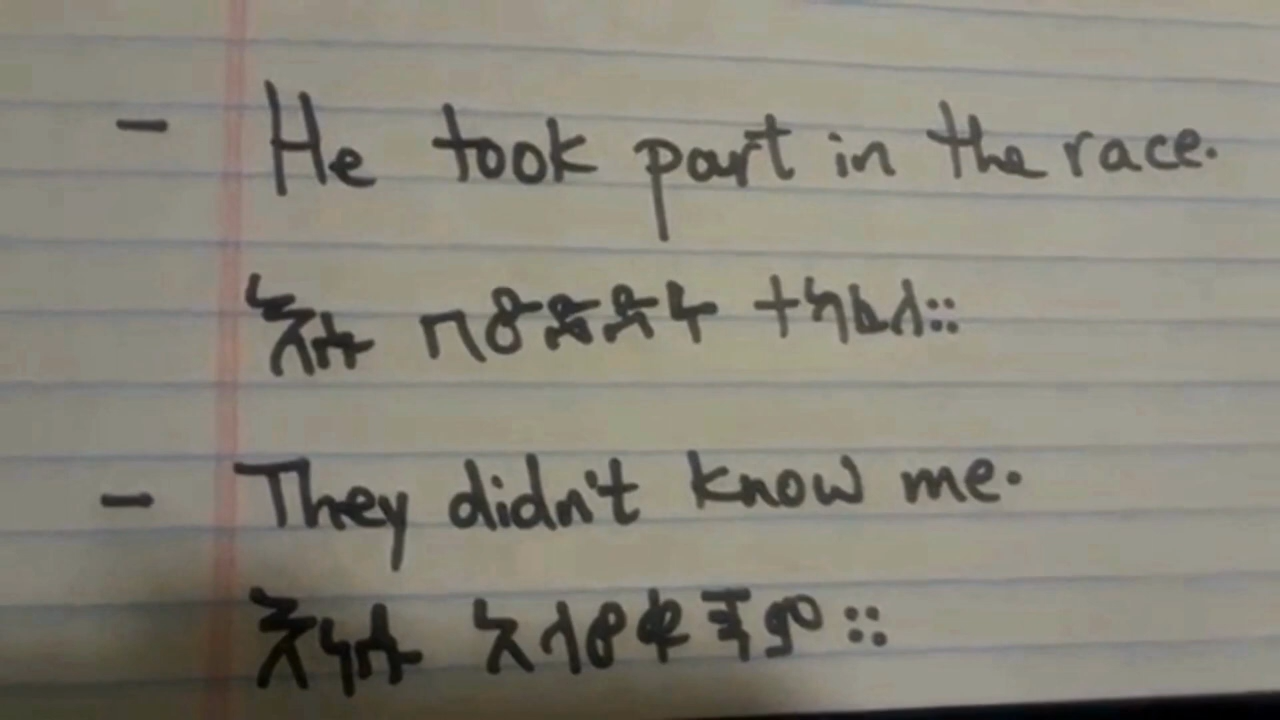 - He took part in the race.
እሱ በውድድሩ ተካፈለ።
- They didn't know me.
እነሱ አላወቁኝም።